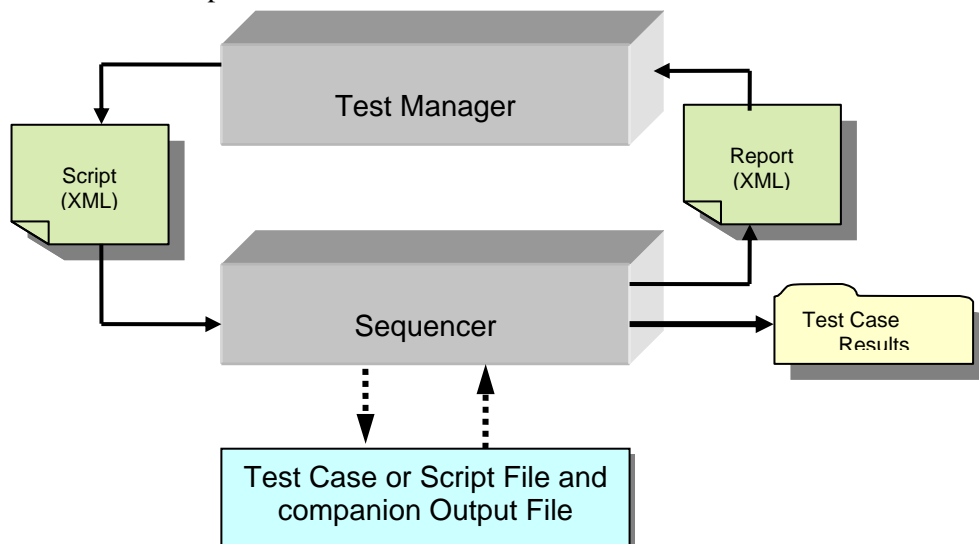 Test Manager
Script
(XML)
Report
(XML)
Sequencer
Test Case
Results
Test Case or Script File and
companion Output File